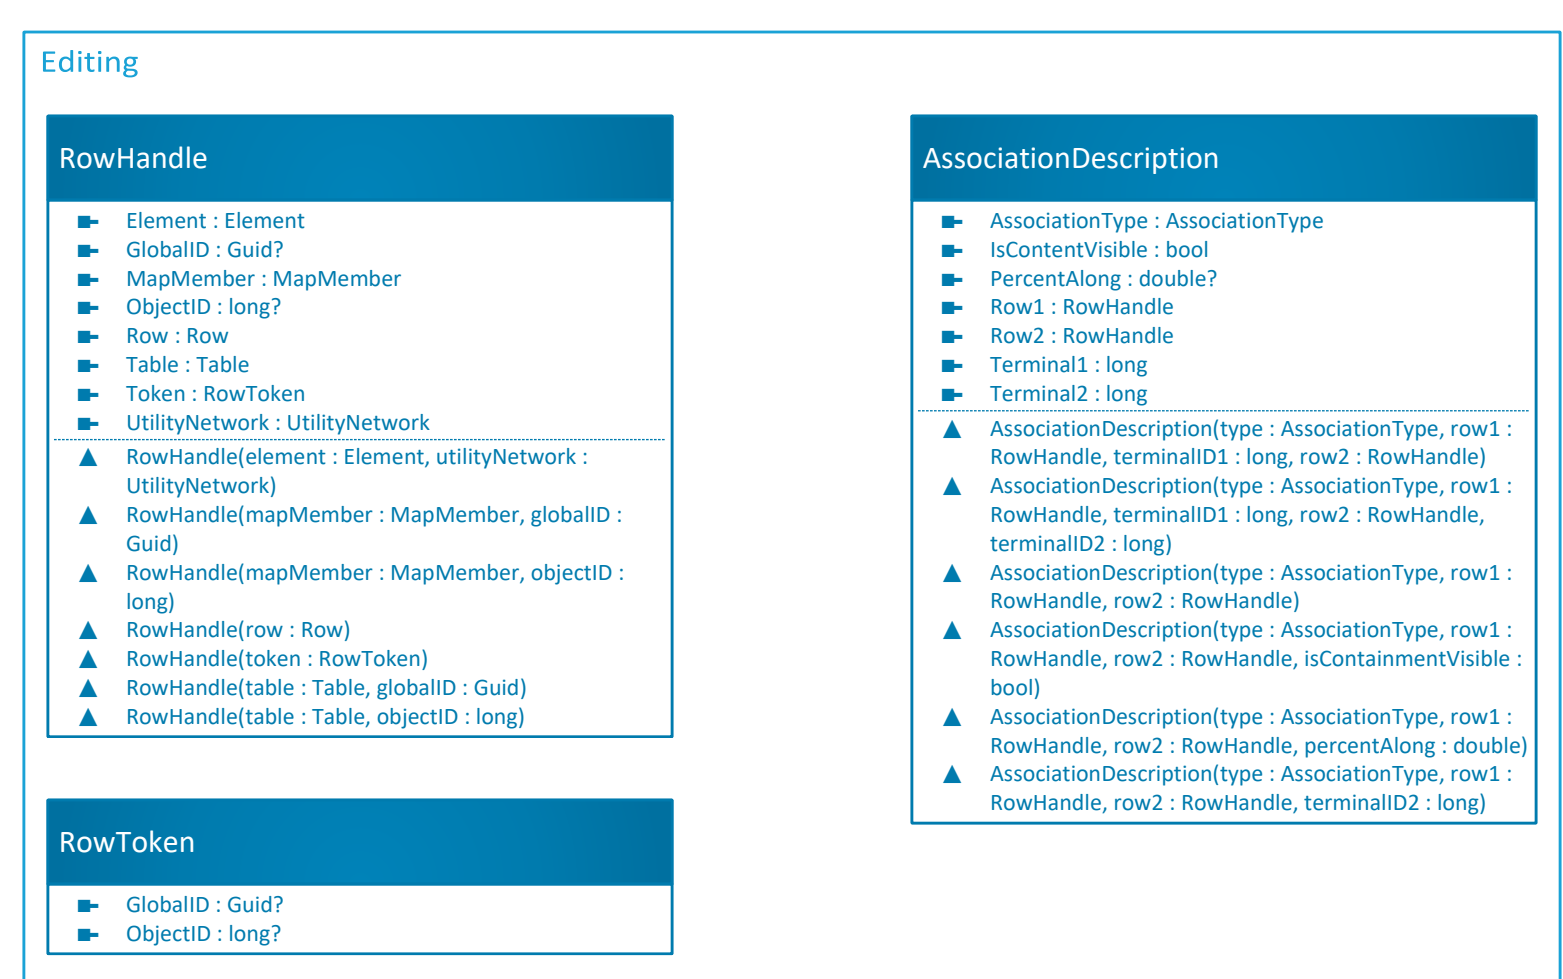 Editing
RowHandle
Element : Element
GlobalID : Guid?
MapMember : MapMember
ObjectID : long?
Row : Row
Table : Table
Token : RowToken
UtilityNetwork : UtilityNetwork
RowHandle(element : Element, utilityNetwork :
UtilityNetwork)
RowHandle(mapMember : MapMember, globalID :
Guid)
RowHandle(mapMember : MapMember, objectID :
long)
RowHandle(row : Row)
RowHandle(token : RowToken)
RowHandle(table : Table, globalID : Guid)
RowHandle(table : Table, objectID : long)
RowToken
GlobalID : Guid?
ObjectID : long?
AssociationDescription
AssociationType : AssociationType
IsContentVisible : bool
PercentAlong : double?
Row1 : RowHandle
Row2 : RowHandle
Terminal1 : long
Terminal2 : long
AssociationDescription(type : AssociationType, row1 :
RowHandle, terminalID1 : long, row2 : RowHandle)
AssociationDescription(type : AssociationType, row1 :
RowHandle, terminalID1 : long, row2 : RowHandle,
terminalID2 : long)
AssociationDescription(type : AssociationType, row1 :
RowHandle, row2 : RowHandle)
AssociationDescription(type : AssociationType, row1 :
RowHandle, row2 : RowHandle, isContainmentVisible :
bool)
AssociationDescription(type : AssociationType, row1 :
RowHandle, row2 : RowHandle, percentAlong : double)
AssociationDescription(type : AssociationType, row1 :
RowHandle, row2 : RowHandle, terminalID2 : long)